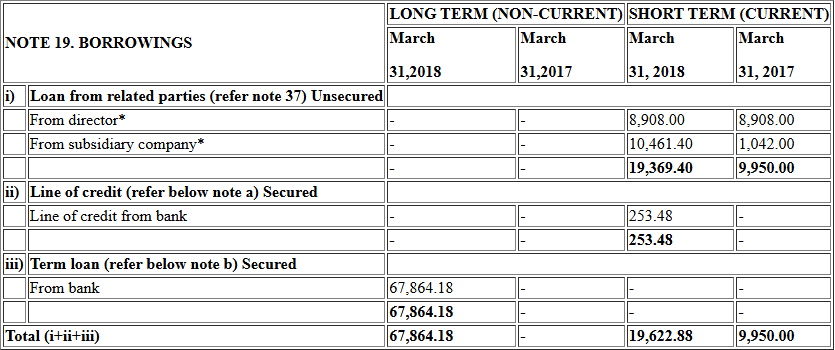 NOTE 19. BORROWINGS LONG TERM (NON-CURRENT) SHORT TERM (CURRENT)
March March March March
31,2018 31,2017 31, 2018 31, 2017
i) Loan from related parties (refer note 37) Unsecured
From director* - - 8,908.00 8,908.00
From subsidiary company* - - 10,461.40 1,042.00
- - 19,369.40 9,950.00
ii) Line of credit (refer below note a) Secured
Line of credit from bank - - 253.48 -
- - 253.48 -
iii) Term loan (refer below note b) Secured
From bank 67,864.18 - - -
67,864.18 - - -
Total (i+ii+iii) 67,864.18 - 19,622.88 9,950.00